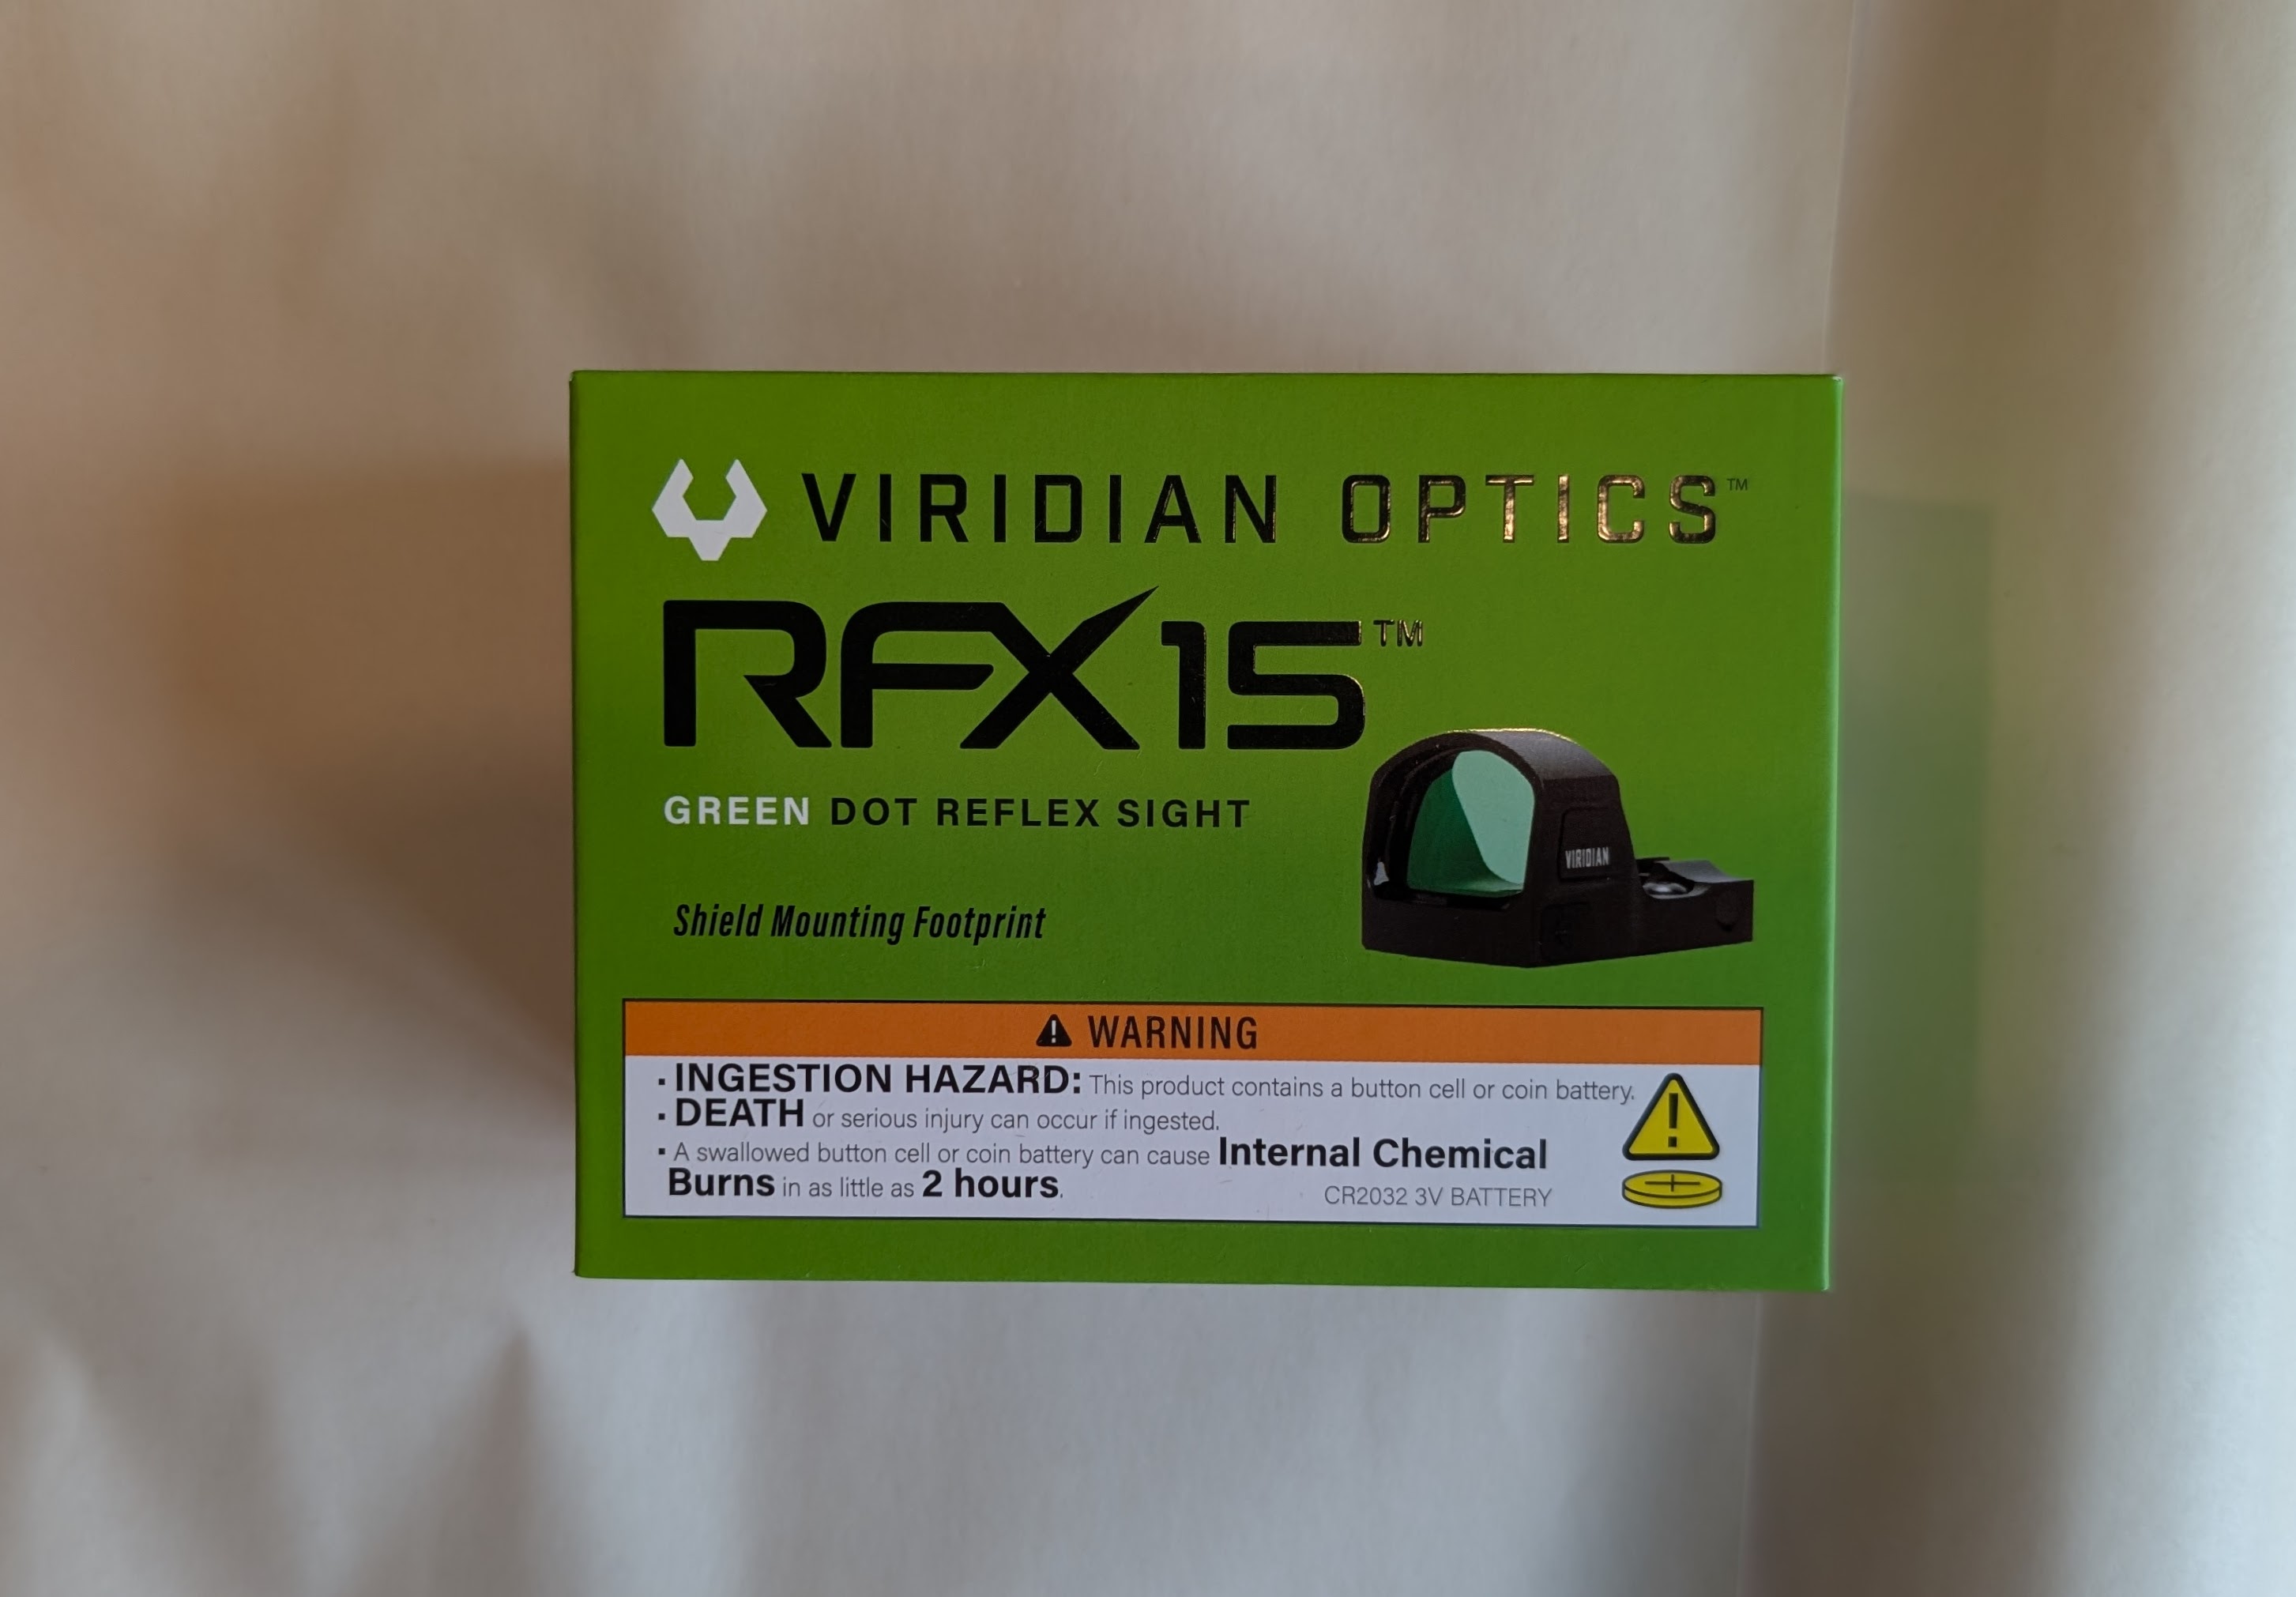 VIRIDIAN OPTICS™
RFX15™
GREEN DOT REFLEX SIGHT
VIRIDIAN
Shield Mounting Footprint
⚠ WARNING
· INGESTION HAZARD: This product contains a button cell or coin battery.
· DEATH or serious injury can occur if ingested.
· A swallowed button cell or coin battery can cause Internal Chemical
Burns in as little as 2 hours.
CR2032 3V BATTERY